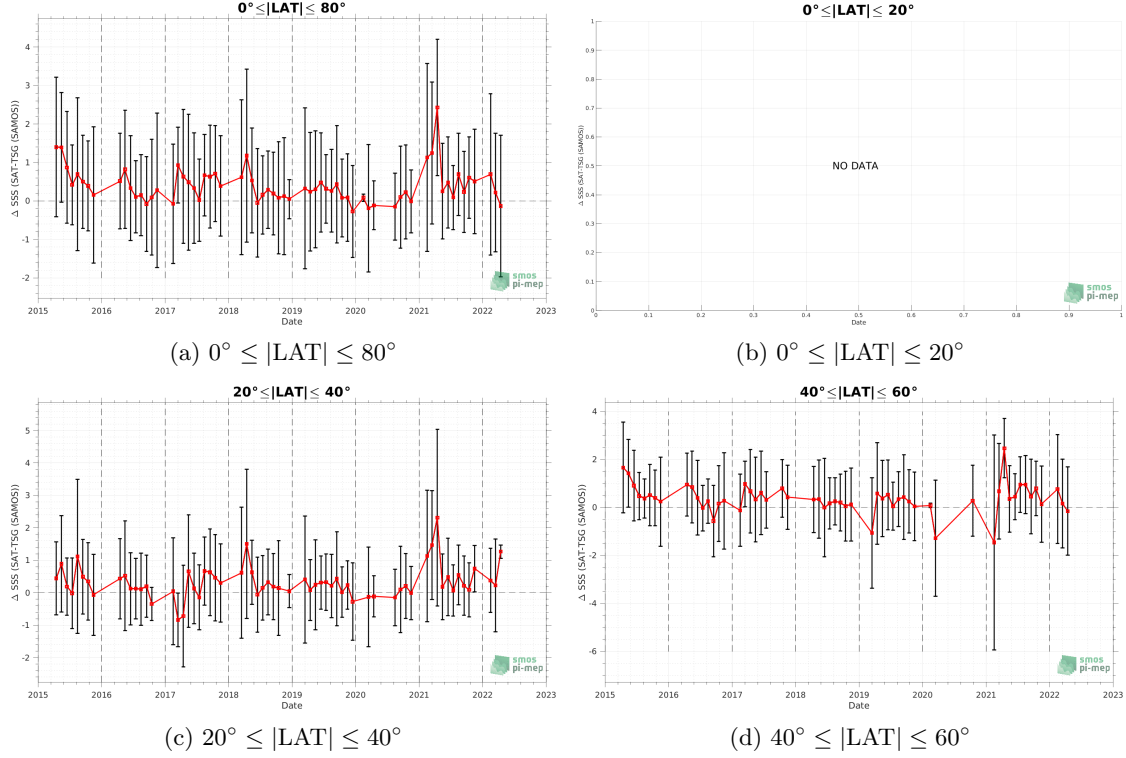 0°≤|LAT|≤ 80°
Δ SSS (SAT-TSG (SAMOS))
4
3
2
1
0
-1
-2
2015 2016 2017 2018 2019 2020 2021 2022 2023
Date
smos
pi-mep
(a) 0° ≤ |LAT| ≤ 80°
0°≤|LAT|≤ 20°
Δ SSS (SAT-TSG (SAMOS))
1
0.9
0.8
0.7
0.6
0.5
0.4
0.3
0.2
0.1
0
NO DATA
0 0.1 0.2 0.3 0.4 0.5 0.6 0.7 0.8 0.9 1
Date
smos
pi-mep
(b) 0° ≤ |LAT| ≤ 20°
20°≤|LAT|≤ 40°
Δ SSS (SAT-TSG (SAMOS))
5
4
3
2
1
0
-1
-2
2015 2016 2017 2018 2019 2020 2021 2022 2023
Date
smos
pi-mep
(c) 20° ≤ |LAT| ≤ 40°
40°≤|LAT|≤ 60°
Δ SSS (SAT-TSG (SAMOS))
4
2
0
-2
-4
-6
2015 2016 2017 2018 2019 2020 2021 2022 2023
Date
smos
pi-mep
(d) 40° ≤ |LAT| ≤ 60°